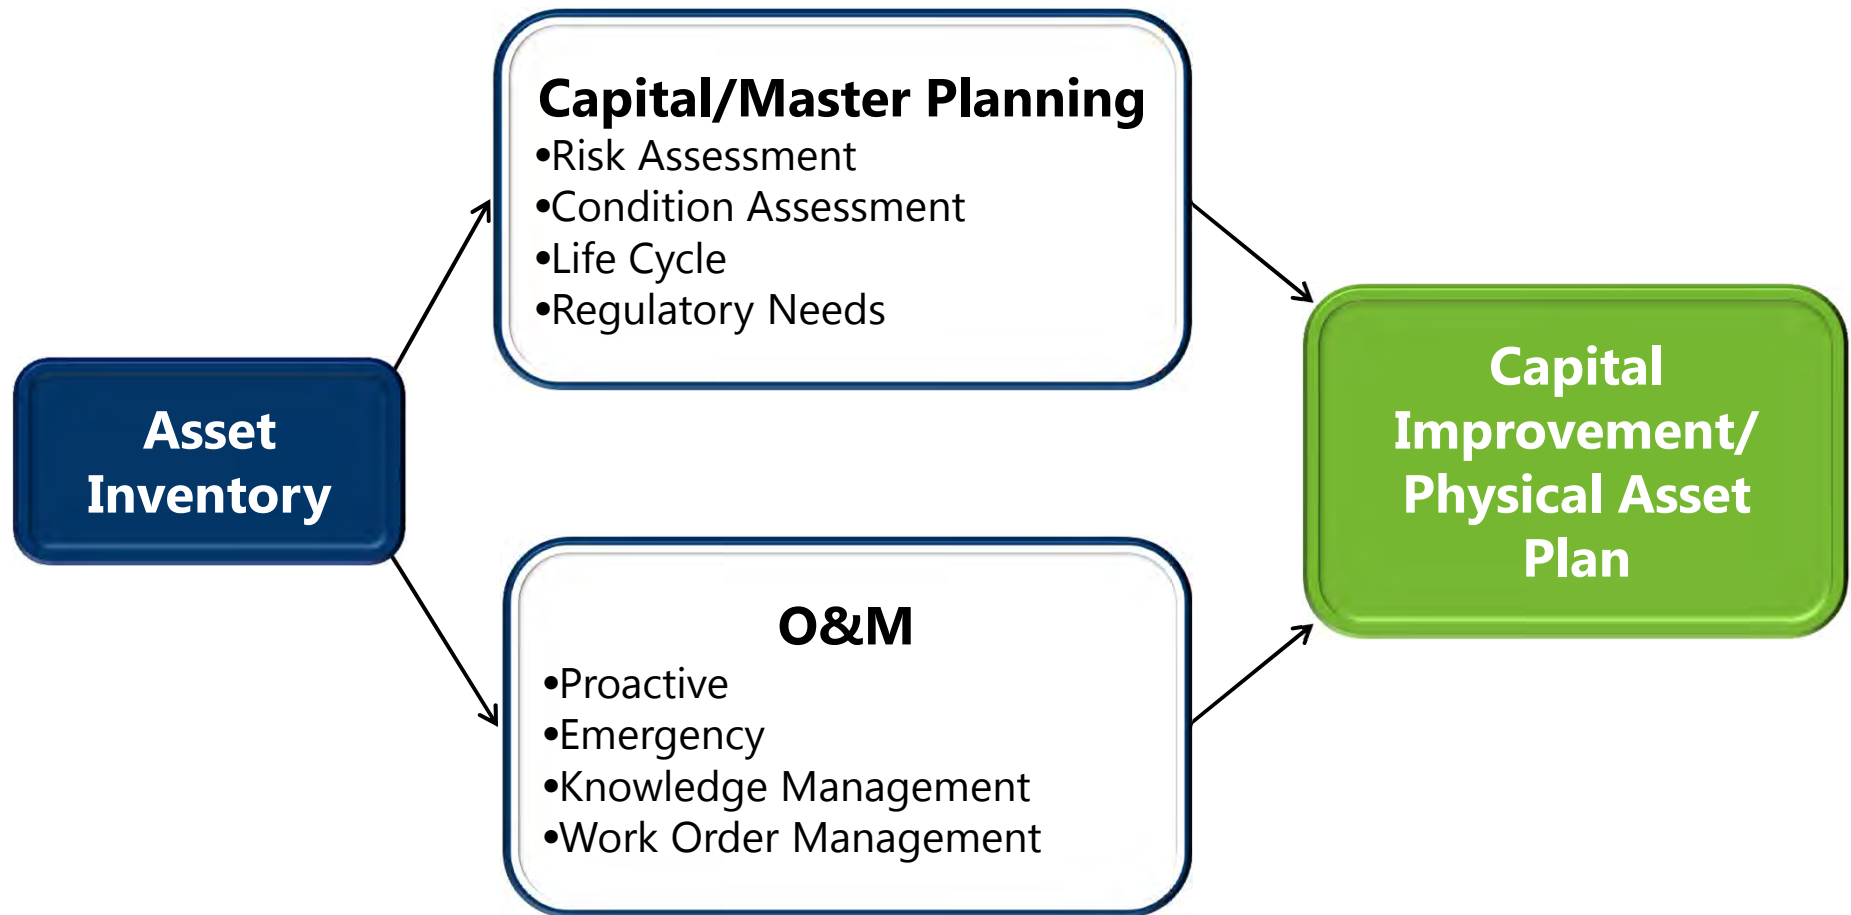 Capital/Master Planning
•Risk Assessment
•Condition Assessment
•Life Cycle
•Regulatory Needs
Asset
Inventory
Capital
Improvement/
Physical Asset
Plan
O&M
•Proactive
•Emergency
•Knowledge Management
•Work Order Management